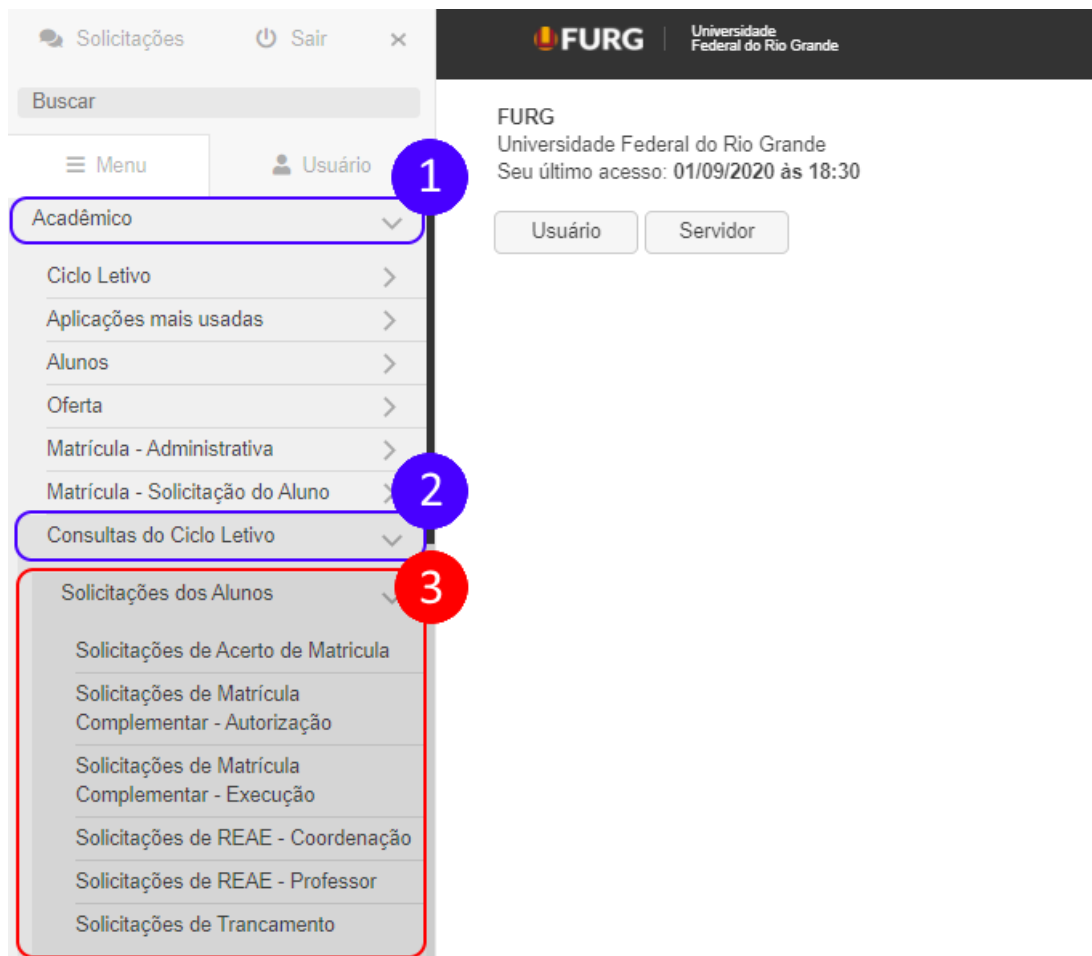 Solicitações
Sair
×
FURG
Universidade
Federal do Rio Grande
Buscar
FURG
Universidade Federal do Rio Grande
Seu último acesso: 01/09/2020 às 18:30
Menu
Usuário
1
Usuário
Servidor
Acadêmico
Ciclo Letivo
Aplicações mais usadas
Alunos
Oferta
Matrícula - Administrativa
Matrícula - Solicitação do Aluno
2
Consultas do Ciclo Letivo
3
Solicitações dos Alunos
Solicitações de Acerto de Matricula
Solicitações de Matrícula
Complementar - Autorização
Solicitações de Matrícula
Complementar - Execução
Solicitações de REAE - Coordenação
Solicitações de REAE - Professor
Solicitações de Trancamento